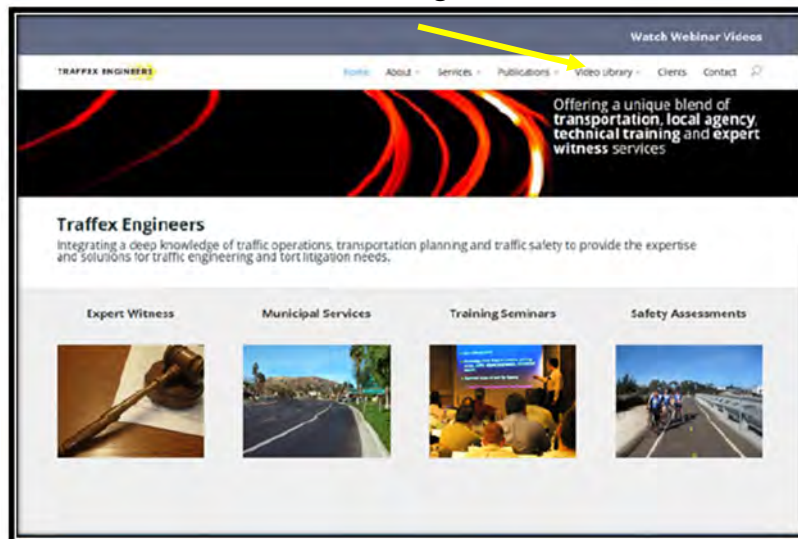 Watch Webinar Videos
TRAFFEX ENGINEERS
Home About Services Publications Video Library Clients Contact
Offering a unique blend of
transportation, local agency,
technical training and expert
witness services
Traffex Engineers
Integrating a deep knowledge of traffic operations, transportation planning and traffic safety to provide the expertise
and solutions for traffic engineering and tort litigation needs.
Expert Witness Municipal Services Training Seminars Safety Assessments